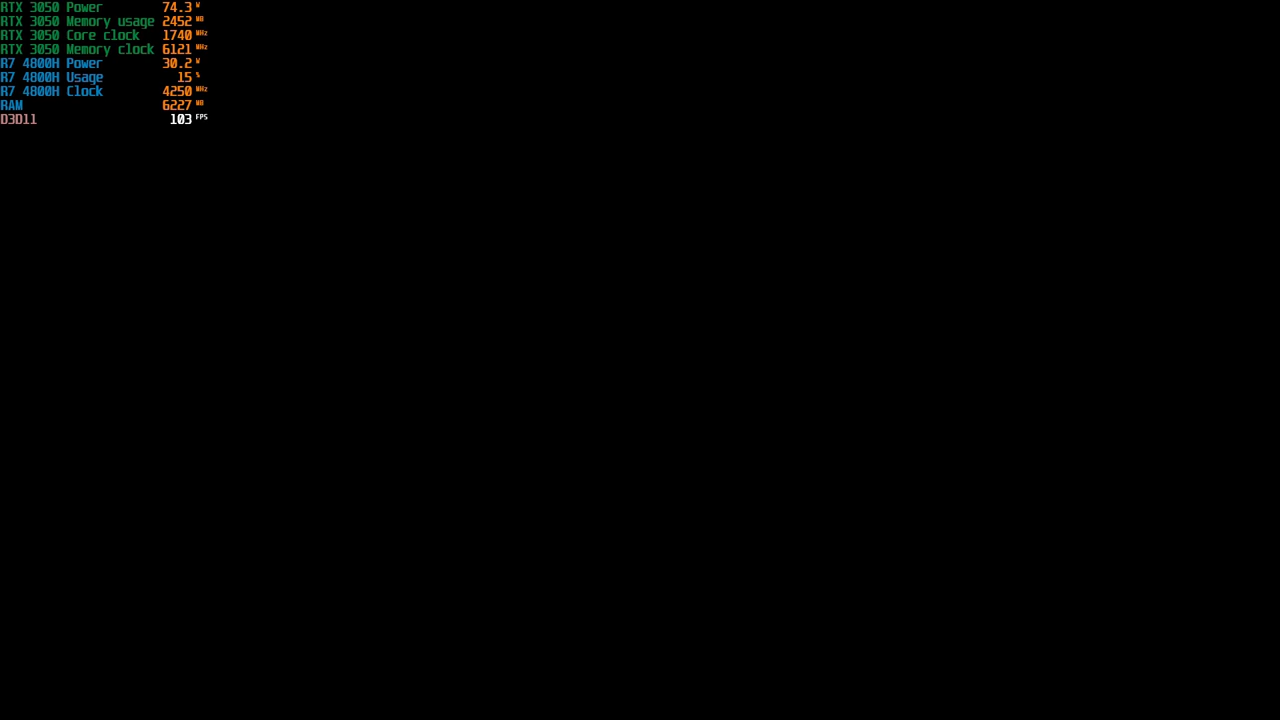 RTX 3050 Power 74.3 W
RTX 3050 Memory usage 2452 MB
RTX 3050 Core clock 1740 MHz
RTX 3050 Memory clock 6121 MHz
R7 4800H Power 30.2 W
R7 4800H Usage 15 %
R7 4800H Clock 4250 MHz
RAM 6227 MB
D3D11 103 FPS